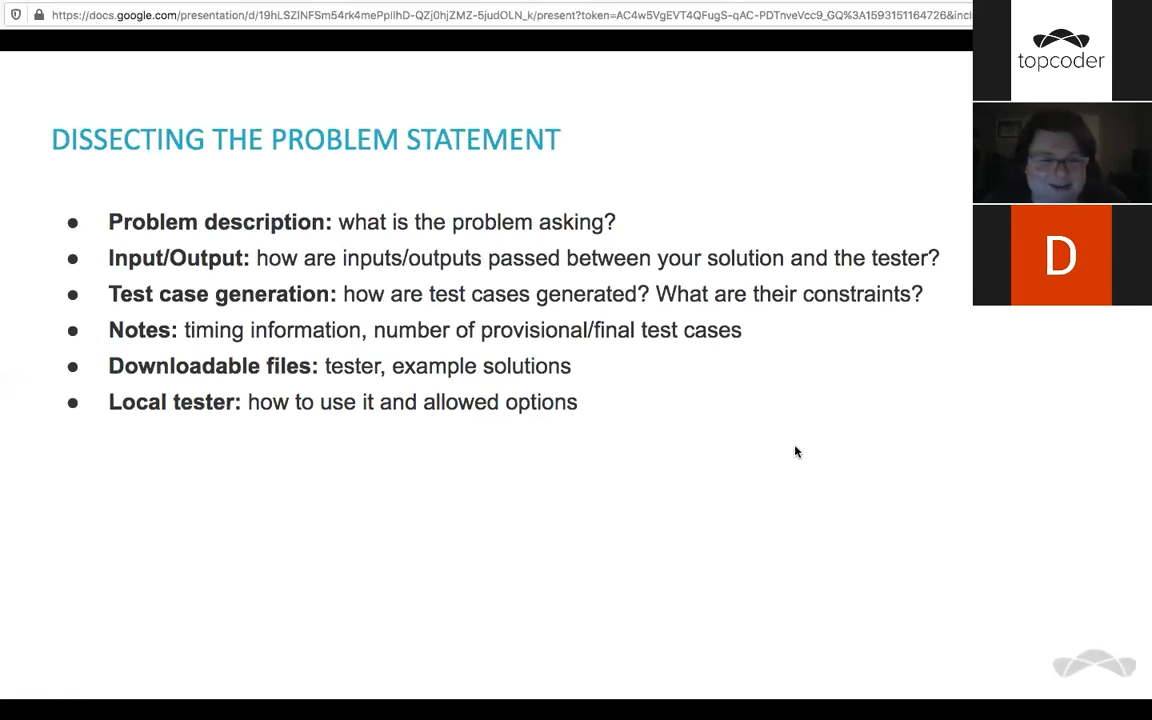 https://docs.google.com/presentation/d/19hLSZlNFSm54rk4mePpIlhD-QZj0hjZMZ-5judOLN_k/present?token=AC4w5VgEVT4QFugS-qAC-PDTnveVcc9_GQ%3A1593151164726&incl
topcoder
DISSECTING THE PROBLEM STATEMENT
● Problem description: what is the problem asking?
● Input/Output: how are inputs/outputs passed between your solution and the tester?
● Test case generation: how are test cases generated? What are their constraints?
● Notes: timing information, number of provisional/final test cases
● Downloadable files: tester, example solutions
● Local tester: how to use it and allowed options
D